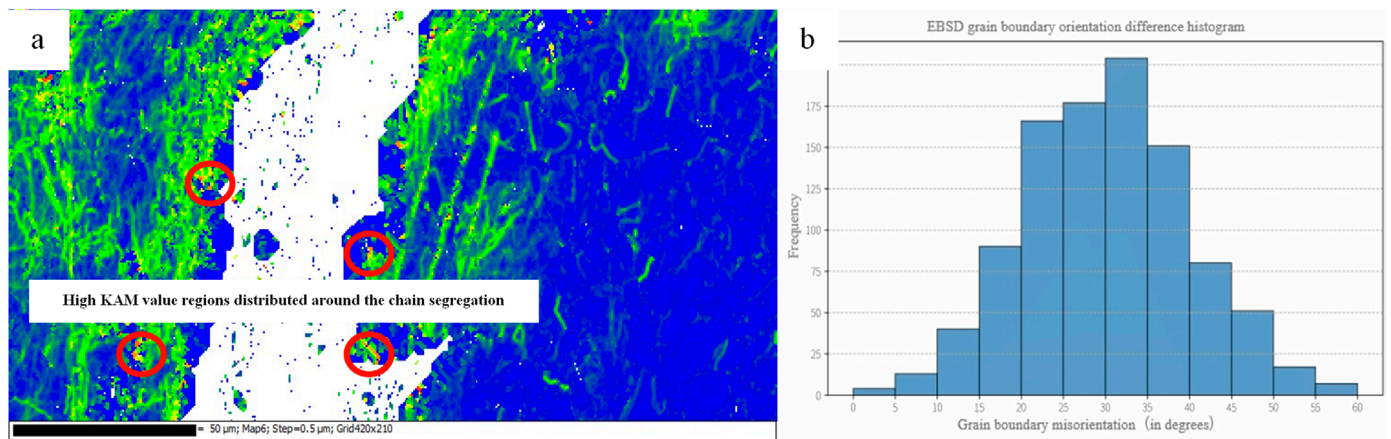 a
High KAM value regions distributed around the chain segregation
= 50 µm; Map6; Step=0.5 µm; Grid420x210
b
EBSD grain boundary orientation difference histogram
Frequency
175
150
125
100
75
50
25
0
0 5 10 15 20 25 30 35 40 45 50 55 60
Grain boundary misorientation (in degrees)